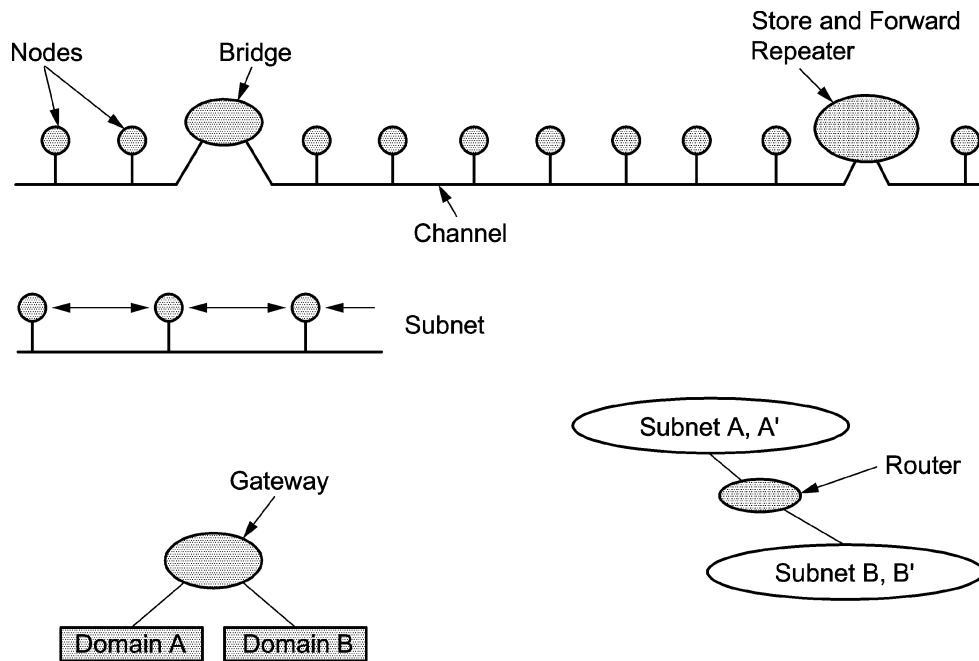 Store and Forward
Repeater
Nodes
Bridge
Channel
Subnet
Subnet A, A'
Router
Gateway
Subnet B, B'
Domain A
Domain B